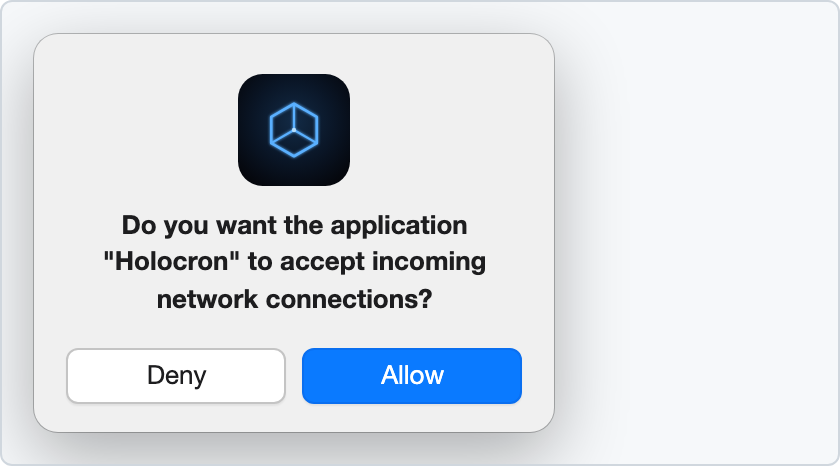 Do you want the application
"Holocron" to accept incoming
network connections?
Deny
Allow